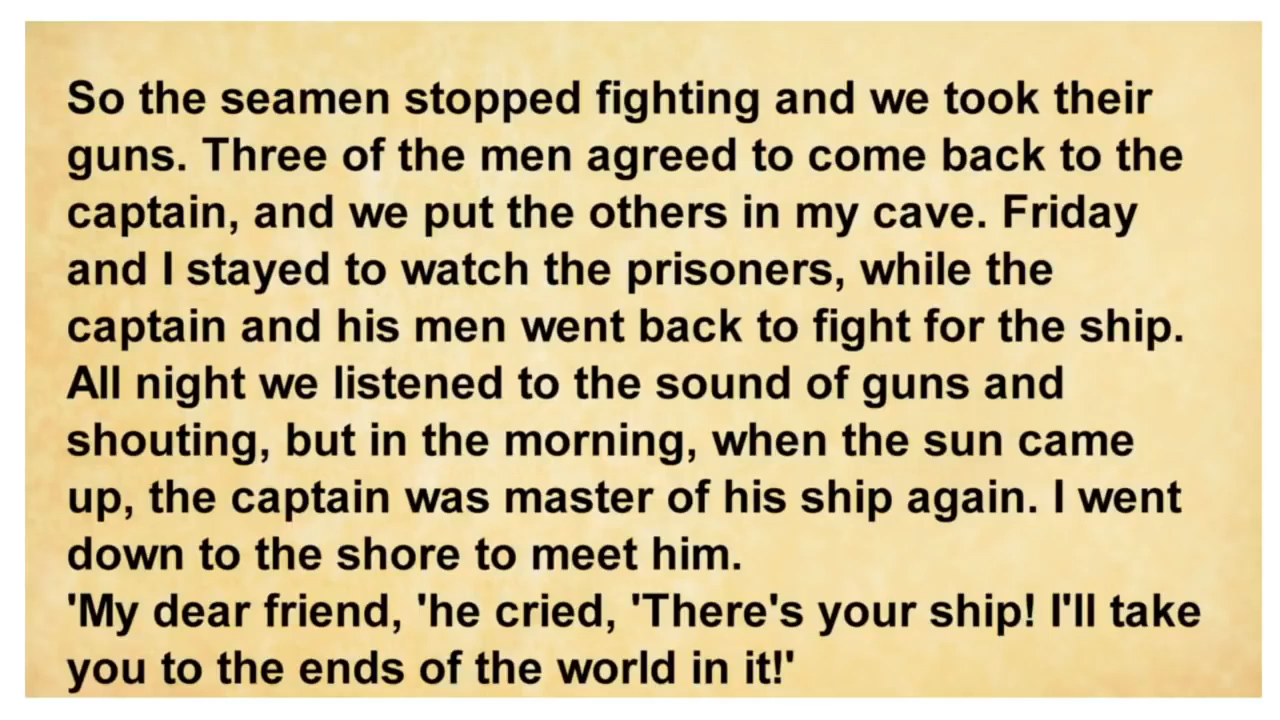 So the seamen stopped fighting and we took their
guns. Three of the men agreed to come back to the
captain, and we put the others in my cave. Friday
and I stayed to watch the prisoners, while the
captain and his men went back to fight for the ship.
All night we listened to the sound of guns and
shouting, but in the morning, when the sun came
up, the captain was master of his ship again. I went
down to the shore to meet him.
'My dear friend, 'he cried, 'There's your ship! I'll take
you to the ends of the world in it!'